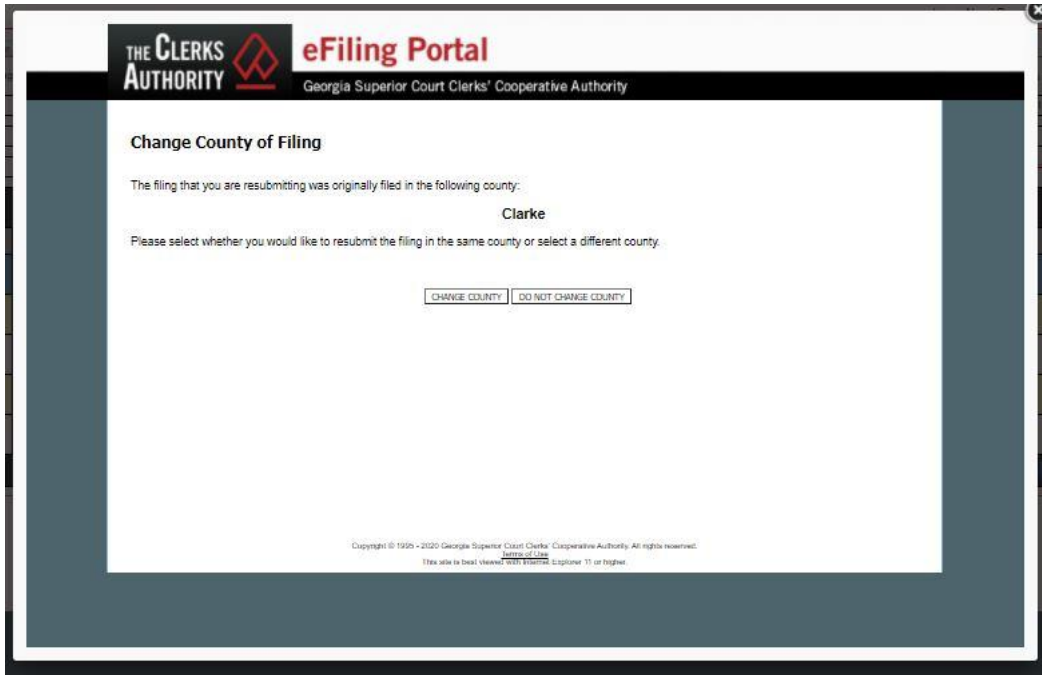 THE CLERKS
AUTHORITY
eFiling Portal
Georgia Superior Court Clerks' Cooperative Authority
Change County of Filing
The filing that you are resubmitting was originally filed in the following county:
Clarke
Please select whether you would like to resubmit the filing in the same county or select a different county.
CHANGE COUNTY DO NOT CHANGE COUNTY
Copyright © 1995 - 2020 Georgia Superior Court Clerks' Cooperative Authority. All rights reserved.
Terms of Use
This site is best viewed with Internet Explorer 11 or higher.